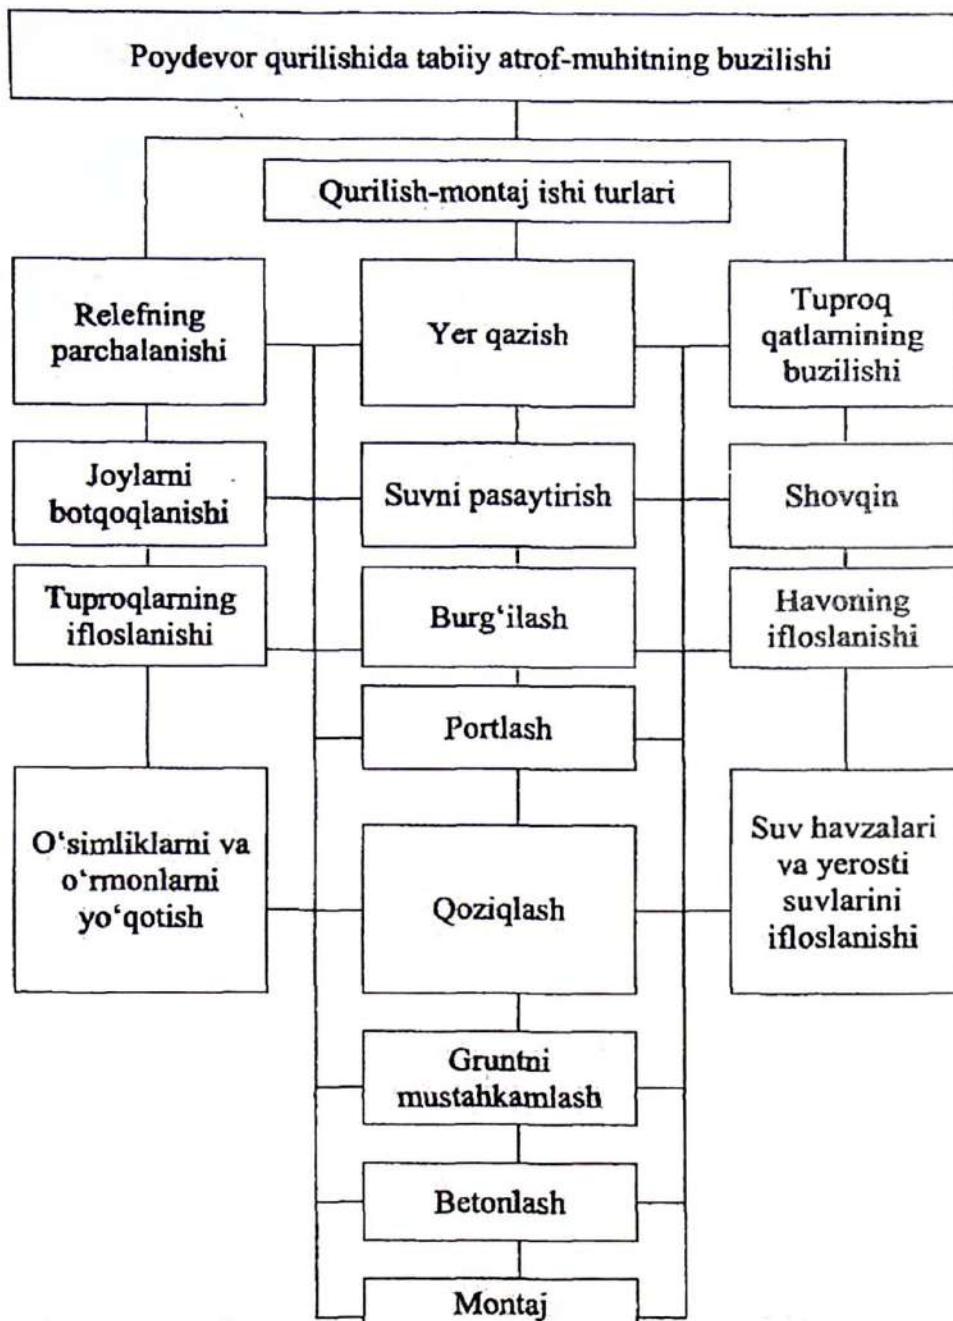 Poydevor qurilishida tabiiy atrof-muhitning buzilishi
Qurilish-montaj ishi turlari
Relefning
parchalanishi
Yer qazish
Tuproq
qatlamining
buzilishi
Joylarni
botqoqlanishi
Suvni pasaytirish
Shovqin
Tuproqlarning
ifloslanishi
Burg‘ilash
Havoning
ifloslanishi
Portlash
O‘simliklarni va
o‘rmonlarni
yo‘qotish
Qoziqlash
Suv havzalari
va yerosti
suvlarini
ifloslanishi
Gruntni
mustahkamlash
Betonlash
Montaj